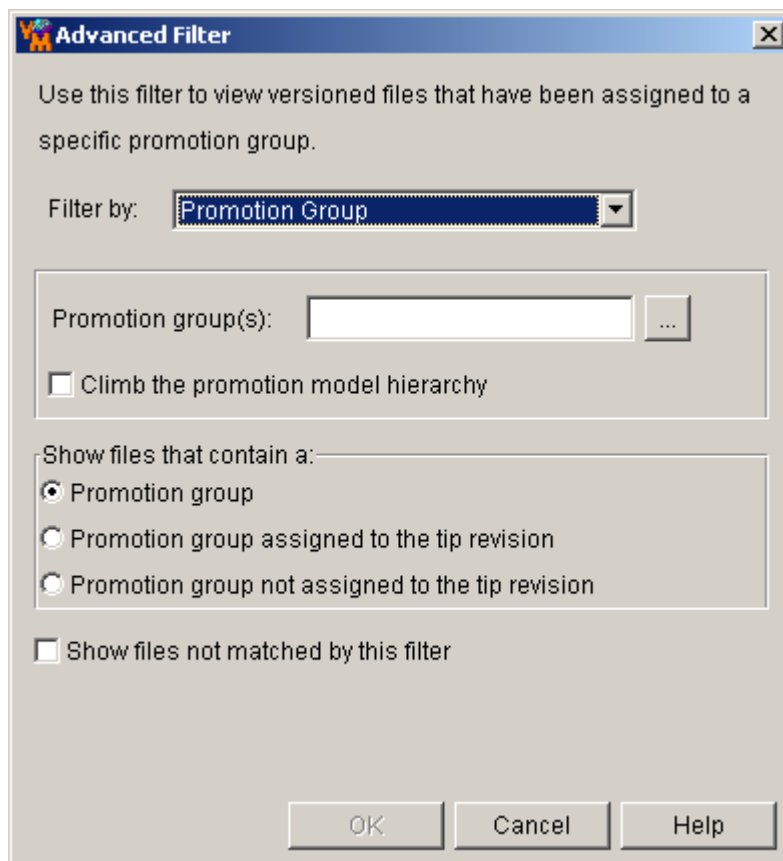 Advanced Filter
Use this filter to view versioned files that have been assigned to a
specific promotion group.
Filter by: Promotion Group
Promotion group(s): ...
Climb the promotion model hierarchy
Show files that contain a:
Promotion group
Promotion group assigned to the tip revision
Promotion group not assigned to the tip revision
Show files not matched by this filter
OK Cancel Help